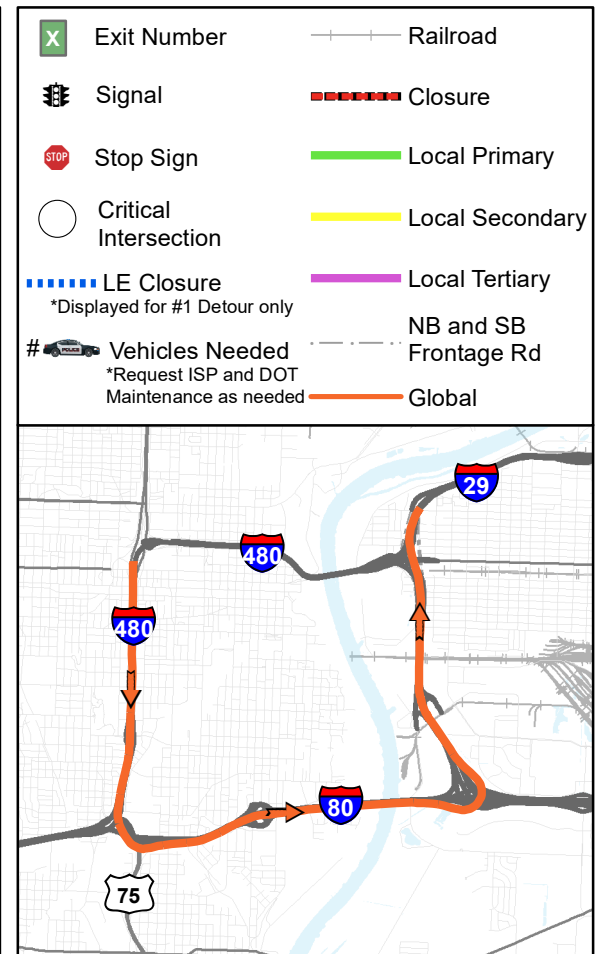 X Exit Number
Signal
STOP Stop Sign
Critical
Intersection
LE Closure
*Displayed for #1 Detour only
# POLICE Vehicles Needed
*Request ISP and DOT
Maintenance as needed
Railroad
Closure
Local Primary
Local Secondary
Local Tertiary
NB and SB
Frontage Rd
Global
29
480
480
80
75